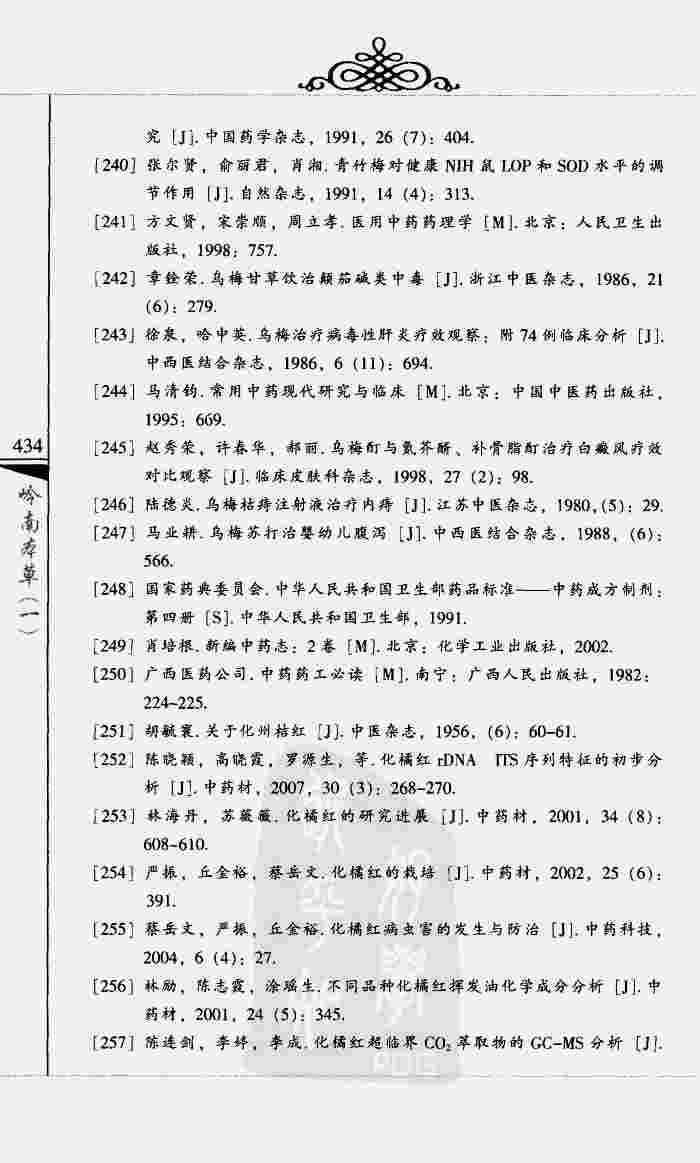 究［J］.中国药学杂志，1991，26（7）：404.
［240］张尔贤，俞丽君，肖湘.青竹梅对健康 NIH 鼠 LOP 和 SOD 水平的调
节作用［J］.自然杂志，1991，14（4）：313.
［241］方文贤，宋崇顺，周立孝.医用中药药理学［M］.北京：人民卫生出
版社，1998：757.
［242］章铨荣.乌梅甘草饮治颠茄碱类中毒［J］.浙江中医杂志，1986，21
（6）：279.
［243］徐泉，哈中英.乌梅治疗病毒性肝炎疗效观察：附 74 例临床分析［J］.
中西医结合杂志，1986，6（11）：694.
［244］马清钧.常用中药现代研究与临床［M］.北京：中国中医药出版社，
1995：669.
［245］赵秀荣，许春华，郝丽.乌梅酊与氮芥酊、补骨脂酊治疗白癜风疗效
对比观察［J］.临床皮肤科杂志，1998，27（2）：98.
［246］陆德炎.乌梅枯痔注射液治疗内痔［J］.江苏中医杂志，1980，（5）：29.
［247］马业耕.乌梅苏打治婴幼儿腹泻［J］.中西医结合杂志，1988，（6）：
566.
［248］国家药典委员会.中华人民共和国卫生部药品标准——中药成方制剂：
第四册［S］.中华人民共和国卫生部，1991.
［249］肖培根.新编中药志：2 卷［M］.北京：化学工业出版社，2002.
［250］广西医药公司.中药药工必读［M］.南宁：广西人民出版社，1982：
224~225.
［251］胡毓寰.关于化州桔红［J］.中医杂志，1956，（6）：60-61.
［252］陈晓颖，高晓霞，罗源生，等.化橘红 rDNA ITS 序列特征的初步分
析［J］.中药材，2007，30（3）：268-270.
［253］林海丹，苏薇薇.化橘红的研究进展［J］.中药材，2001，34（8）：
608-610.
［254］严振，丘金裕，蔡岳文.化橘红的栽培［J］.中药材，2002，25（6）：
391.
［255］蔡岳文，严振，丘金裕.化橘红病虫害的发生与防治［J］.中药科技，
2004，6（4）：27.
［256］林励，陈志霞，涂瑶生.不同品种化橘红挥发油化学成分分析［J］.中
药材，2001，24（5）：345.
［257］陈连剑，李婷，李成.化橘红超临界 CO₂ 萃取物的 GC-MS 分析［J］.
434
岭南本草（一）